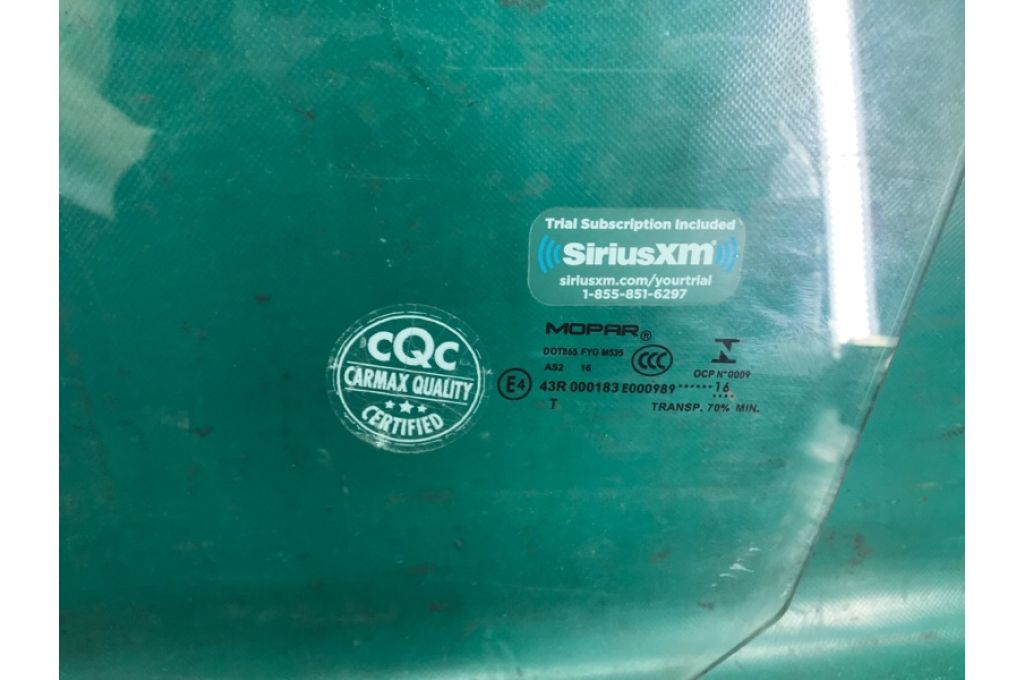 Trial Subscription Included
SiriusXM
siriusxm.com/yourtrial
1-855-851-6297
CQC
CARMAX QUALITY
CERTIFIED
MOPAR®
DOT865 FYG M535
AS2 16
CCC
OCP N°0009
E4
43R 000183 E000989 ······16
····
T
TRANSP. 70% MIN.